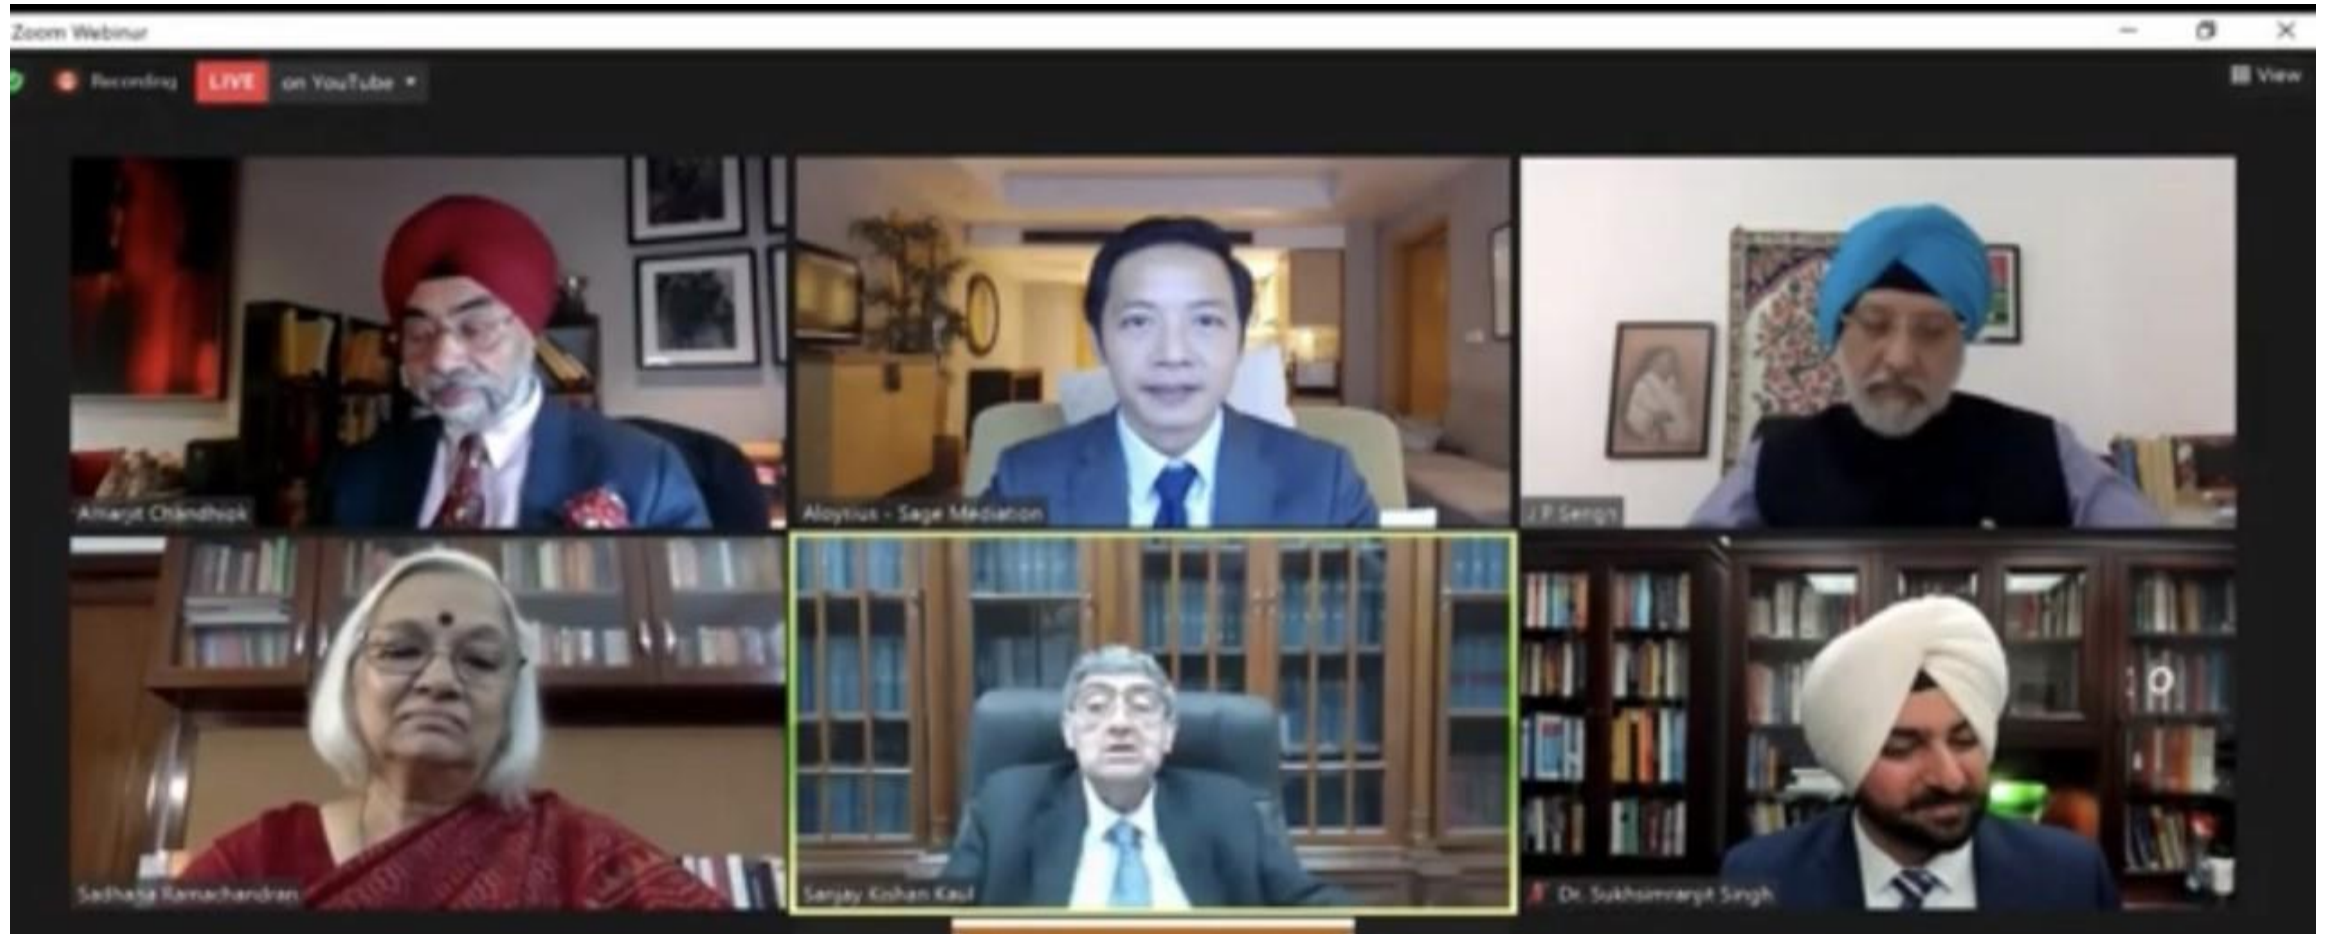 Zoom Webinar
Recording LIVE on YouTube
View
Amarjit Chandhiok
Aloysius - Sage Mediation
J P Sengh
Sadhana Ramachandran
Sanjay Kishan Kaul
Dr. Sukhsimranjit Singh